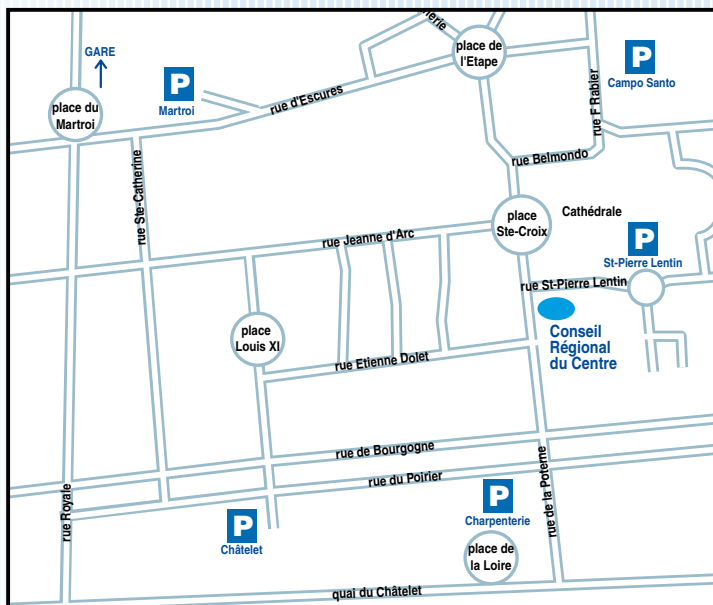 place de
l'Etape
GARE
P
Martroi
P
Campo Santo
place du
Martroi
rue d'Escures
rue F Rabier
rue Ste-Catherine
rue Belmondo
place
Ste-Croix
Cathédrale
P
St-Pierre Lentin
rue Jeanne d'Arc
rue St-Pierre Lentin
place
Louis XI
Conseil
Régional
du Centre
rue Etienne Dolet
rue de Bourgogne
rue du Poirier
rue Royale
P
Châtelet
P
Charpenterie
rue de la Poterne
place de
la Loire
quai du Châtelet